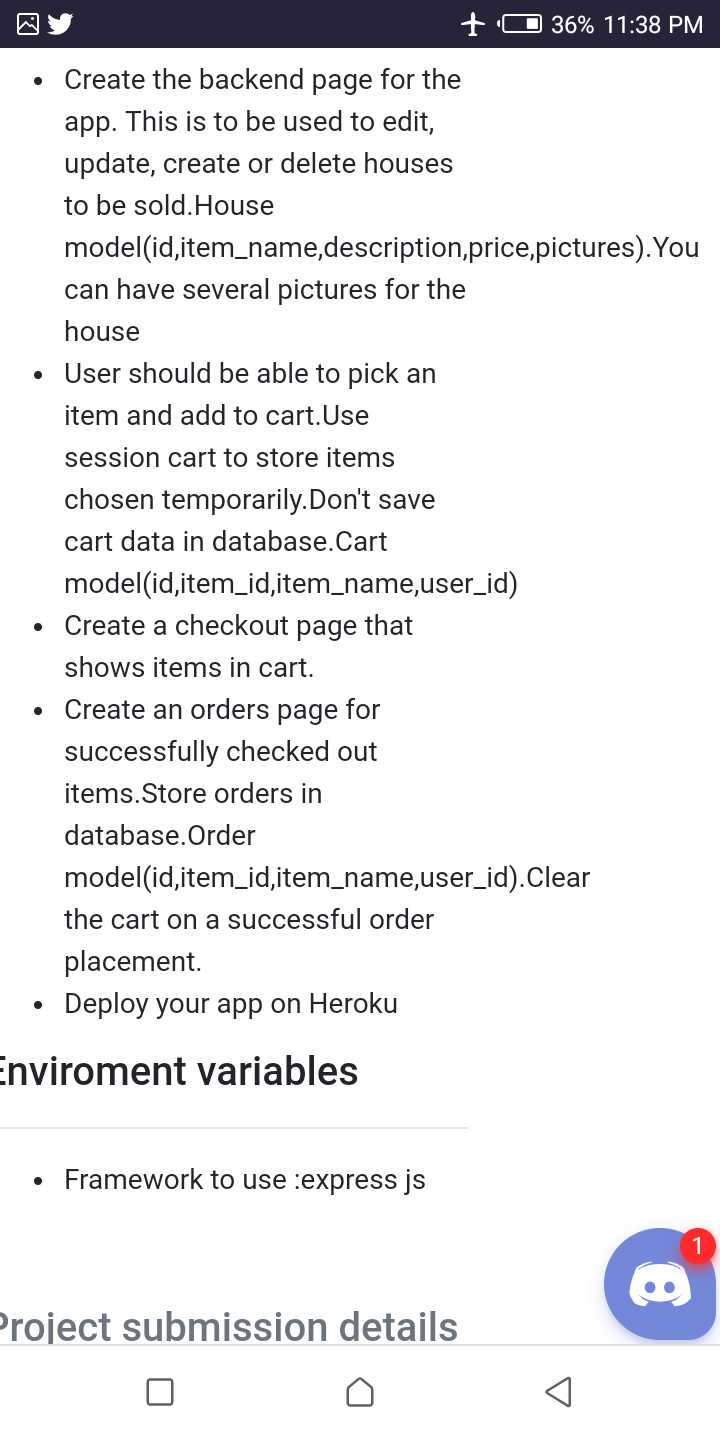 36% 11:38 PM
Create the backend page for the
app. This is to be used to edit,
update, create or delete houses
to be sold.House
model(id,item_name,description,price,pictures).You
can have several pictures for the
house
User should be able to pick an
item and add to cart.Use
session cart to store items
chosen temporarily.Don't save
cart data in database.Cart
model(id,item_id,item_name,user_id)
Create a checkout page that
shows items in cart.
Create an orders page for
successfully checked out
items.Store orders in
database.Order
model(id,item_id,item_name,user_id).Clear
the cart on a successful order
placement.
Deploy your app on Heroku
Enviroment variables
Framework to use :express js
1
Project submission details